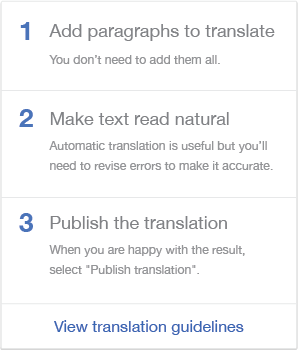 1 Add paragraphs to translate
You don’t need to add them all.
2 Make text read natural
Automatic translation is useful but you’ll
need to revise errors to make it accurate.
3 Publish the translation
When you are happy with the result,
select "Publish translation".
View translation guidelines